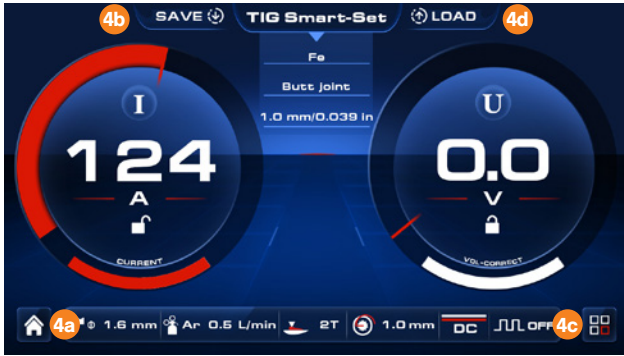 4b SAVE TIG Smart-Set LOAD 4d
Fe
Butt joint
1.0 mm/0.039 in
I
124
A
CURRENT
U
0.0
V
VOL-CORRECT
4a Φ 1.6 mm Ar 0.5 L/min 2T 1.0 mm DC OFF 4c